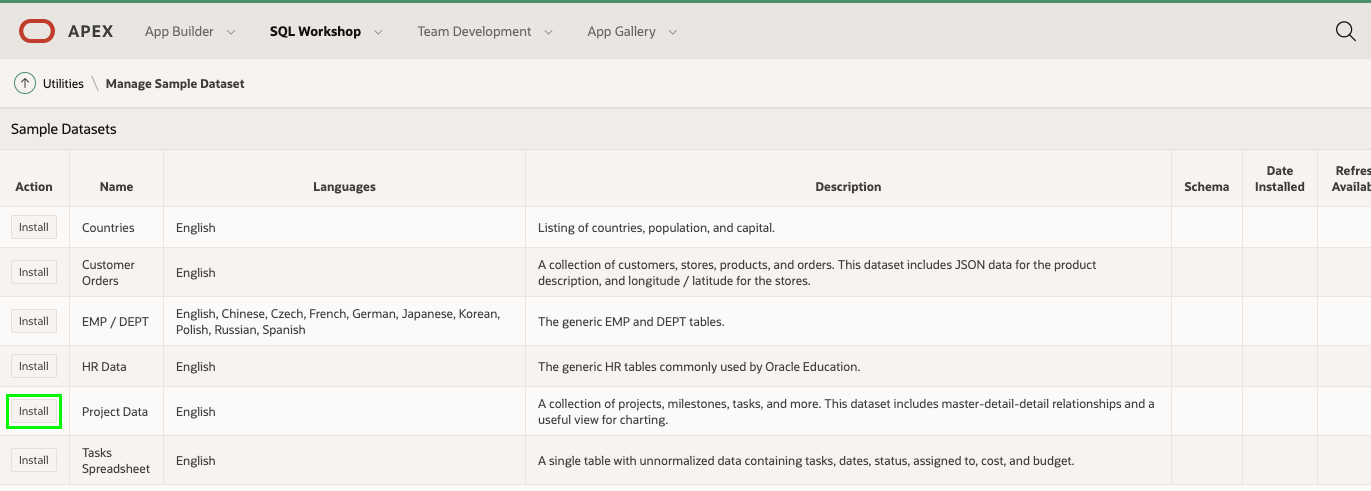 APEX App Builder SQL Workshop Team Development App Gallery
Utilities \ Manage Sample Dataset
Sample Datasets
Action Name Languages Description Schema Date Installed Refres Availab
Install Countries English Listing of countries, population, and capital.
Install Customer Orders English A collection of customers, stores, products, and orders. This dataset includes JSON data for the product
description, and longitude / latitude for the stores.
Install EMP / DEPT English, Chinese, Czech, French, German, Japanese, Korean,
Polish, Russian, Spanish The generic EMP and DEPT tables.
Install HR Data English The generic HR tables commonly used by Oracle Education.
Install Project Data English A collection of projects, milestones, tasks, and more. This dataset includes master-detail-detail relationships and a
useful view for charting.
Install Tasks Spreadsheet English A single table with unnormalized data containing tasks, dates, status, assigned to, cost, and budget.